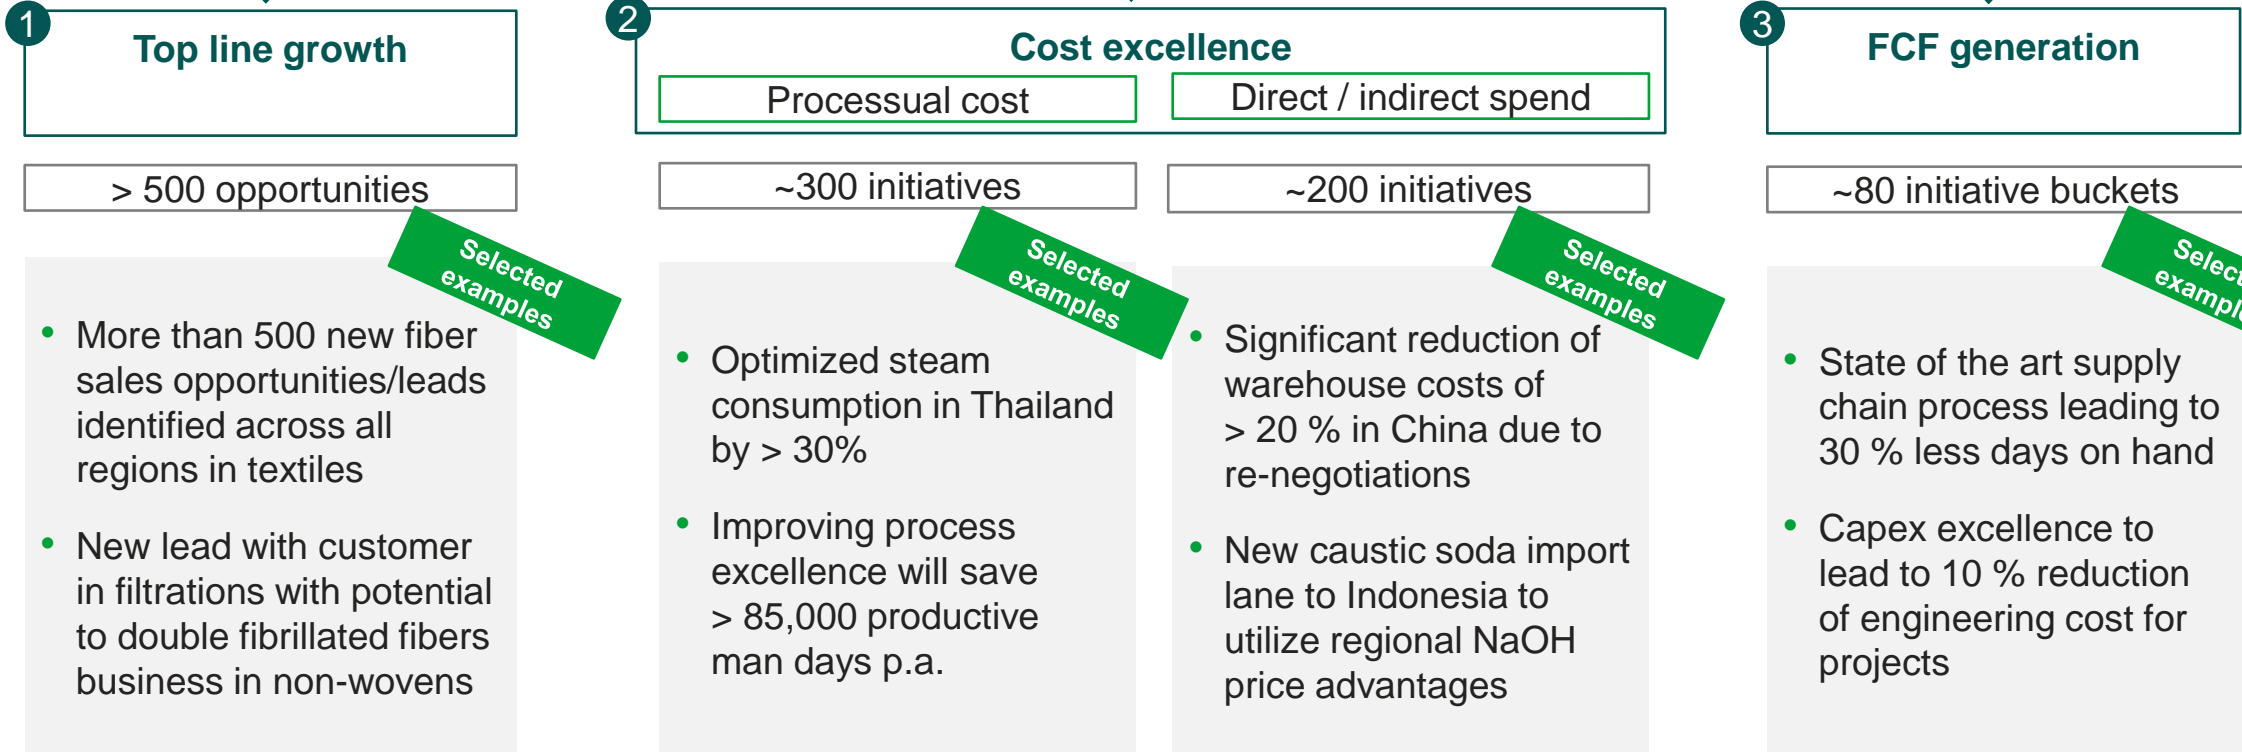 1
Top line growth
> 500 opportunities
Selected
examples
• More than 500 new fiber
sales opportunities/leads
identified across all
regions in textiles
• New lead with customer
in filtrations with potential
to double fibrillated fibers
business in non-wovens
2
Cost excellence
Processual cost
~300 initiatives
Selected
examples
• Optimized steam
consumption in Thailand
by > 30%
• Improving process
excellence will save
> 85,000 productive
man days p.a.
Direct / indirect spend
~200 initiatives
Selected
examples
• Significant reduction of
warehouse costs of
> 20 % in China due to
re-negotiations
• New caustic soda import
lane to Indonesia to
utilize regional NaOH
price advantages
3
FCF generation
~80 initiative buckets
• State of the art supply
chain process leading to
30 % less days on hand
• Capex excellence to
lead to 10 % reduction
of engineering cost for
projects